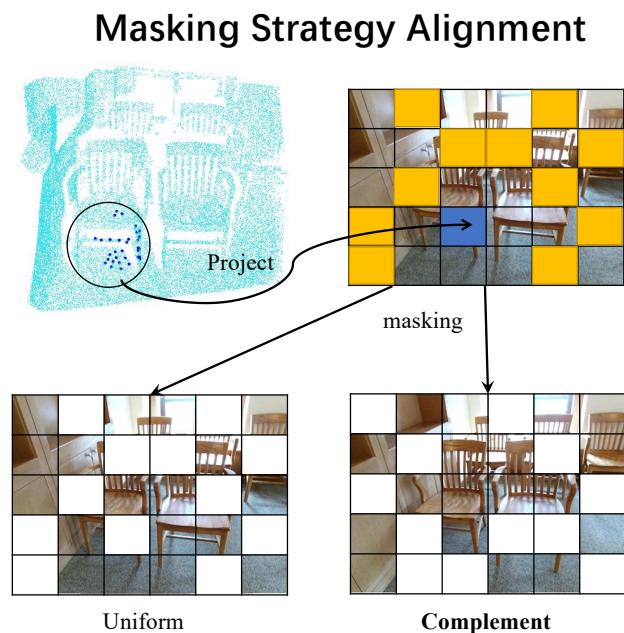 Masking Strategy Alignment
Project
masking
Uniform
Complement